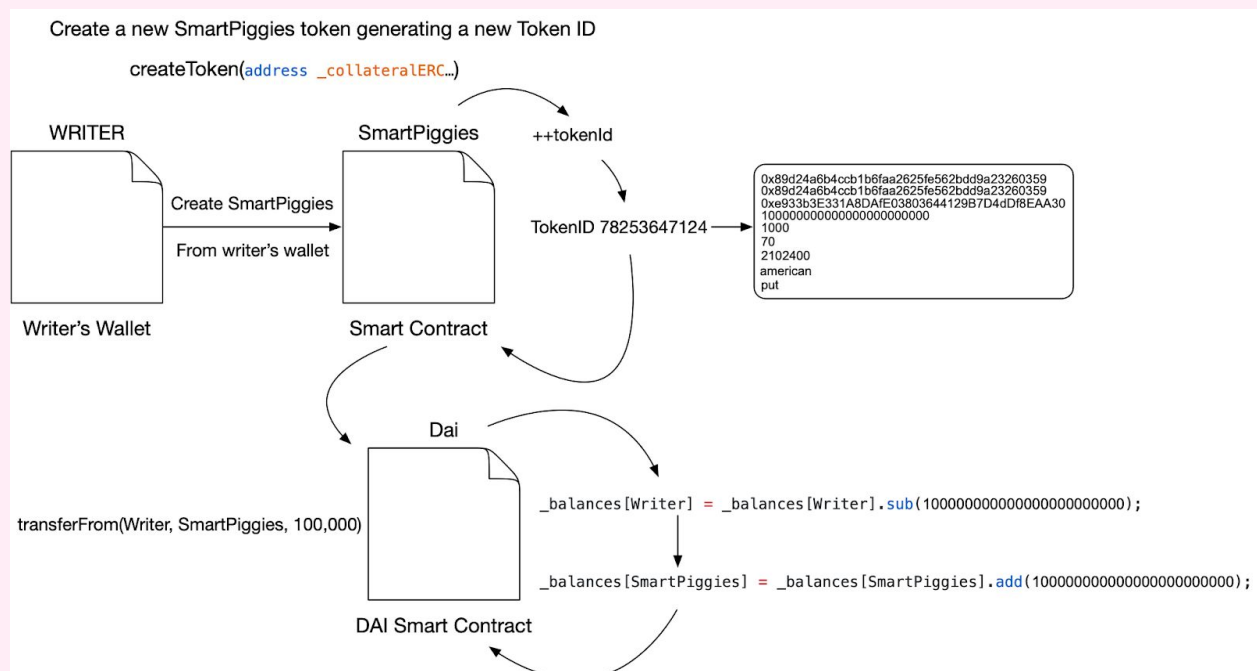 Create a new SmartPiggies token generating a new Token ID
createToken(address _collateralERC…)
WRITER
SmartPiggies
++tokenId
Create SmartPiggies
From writer’s wallet
TokenID 78253647124
0x89d24a6b4ccb1b6faa2625fe562bdd9a23260359
0x89d24a6b4ccb1b6faa2625fe562bdd9a23260359
0xe933b3E331A8DAfE03803644129B7D4dDf8EAA30
100000000000000000000000
1000
70
2102400
american
put
Writer’s Wallet
Smart Contract
Dai
transferFrom(Writer, SmartPiggies, 100,000)
_balances[Writer] = _balances[Writer].sub(100000000000000000000000);
_balances[SmartPiggies] = _balances[SmartPiggies].add(100000000000000000000000);
DAI Smart Contract